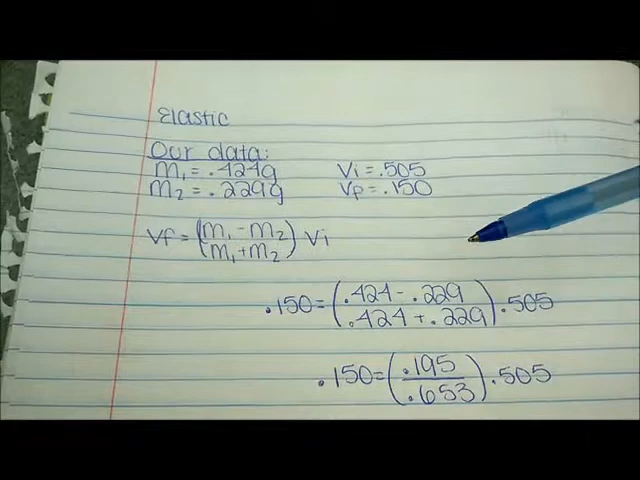 Elastic
Our data:
m₁ = .424g    Vi = .505
m₂ = .229g    Vp = .150
Vf = (m₁ - m₂ / m₁ + m₂) Vi
.150 = (.424 - .229 / .424 + .229) . 505
.150 = (.195 / .653) . 505